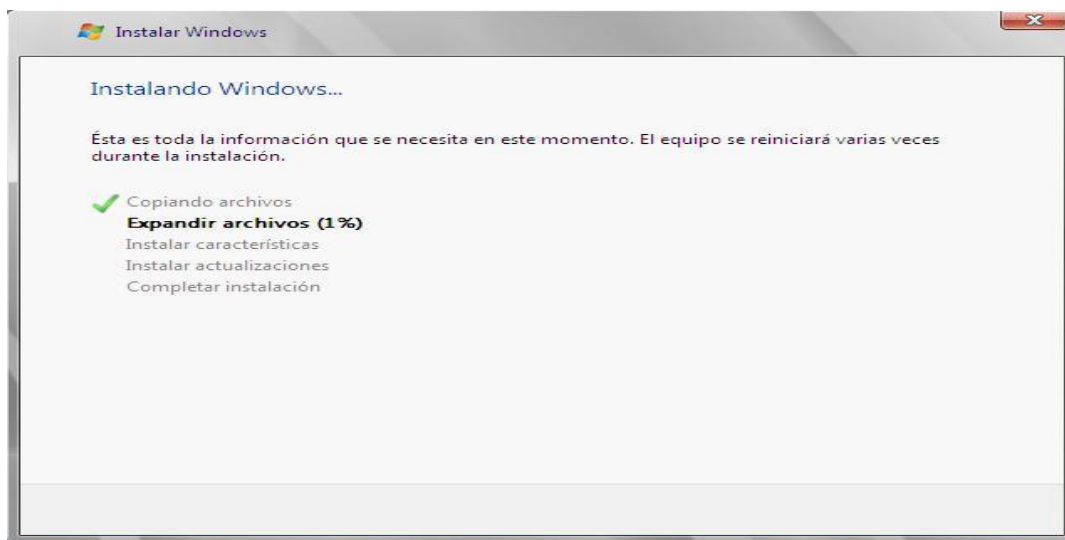 Instalar Windows
Instalando Windows...
Ésta es toda la información que se necesita en este momento. El equipo se reiniciará varias veces
durante la instalación.
Copiando archivos
Expandir archivos (1%)
Instalar características
Instalar actualizaciones
Completar instalación